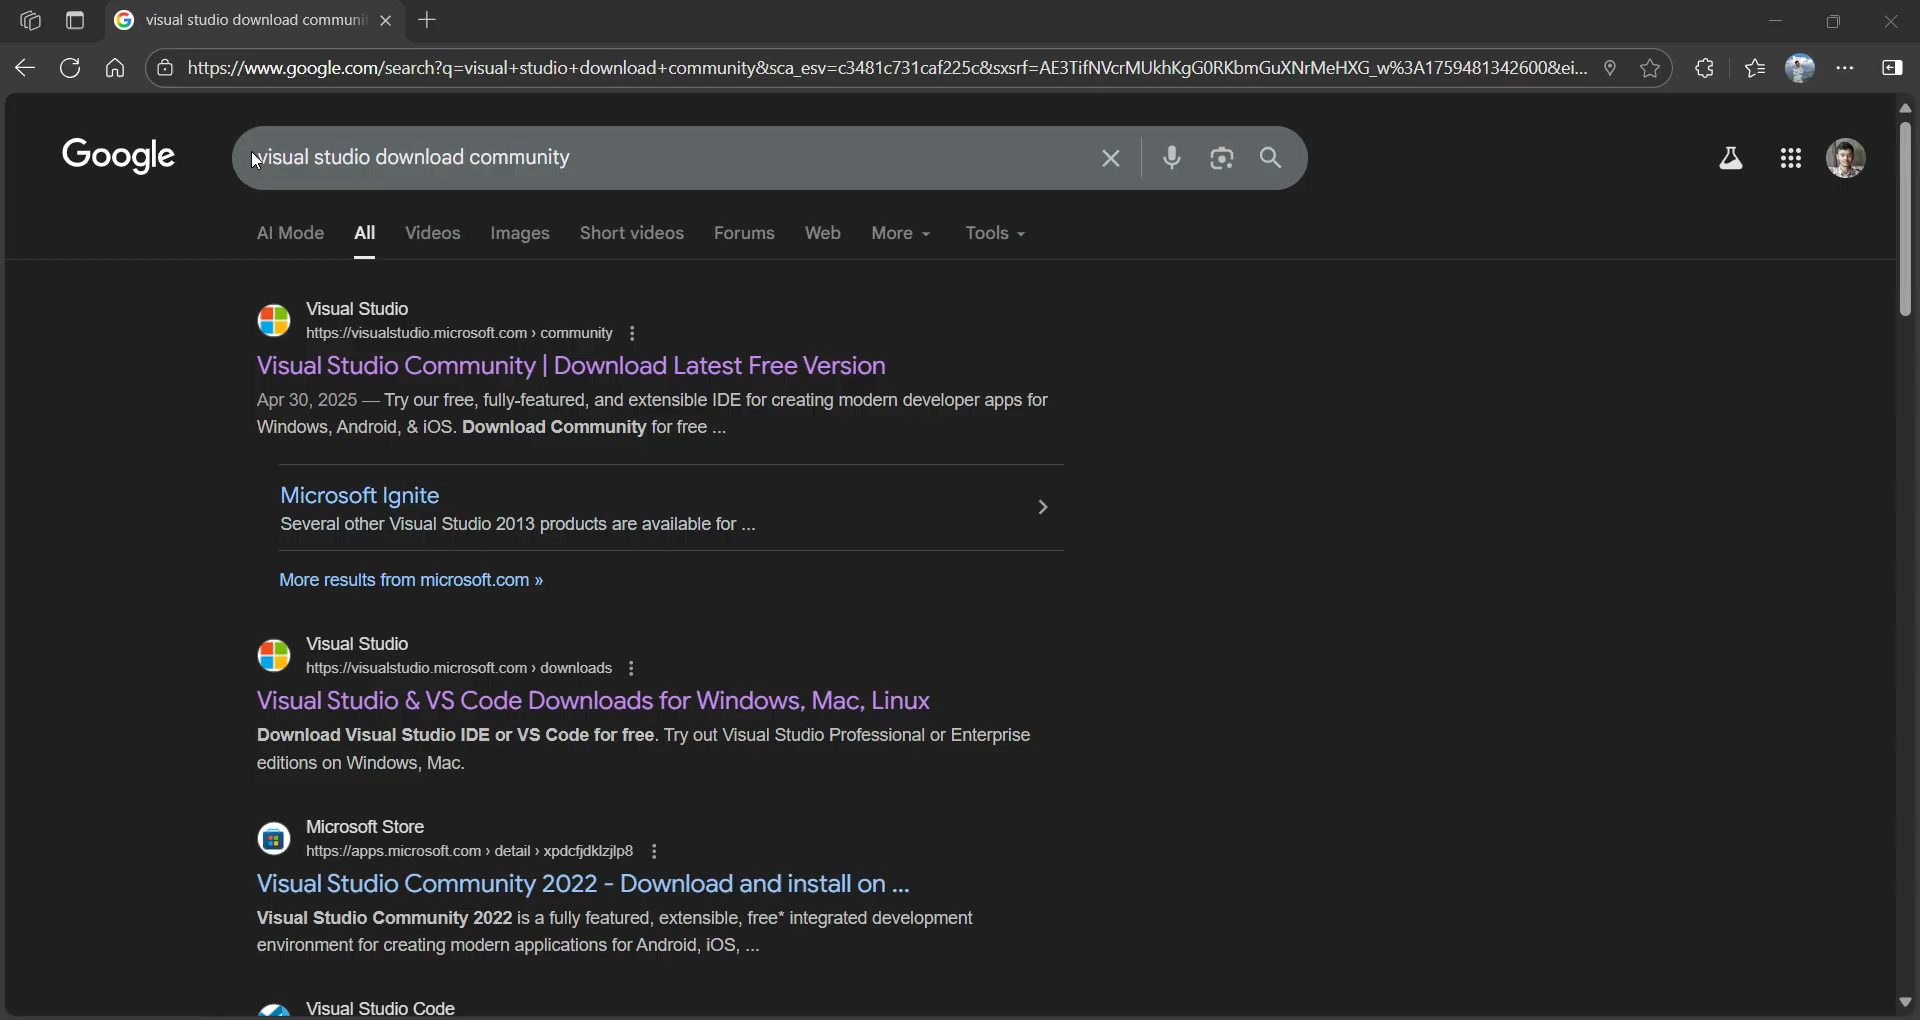 visual studio download communi
https://www.google.com/search?q=visual+studio+download+community&sca_esv=c3481c731caf225c&sxsrf=AE3TifNVcrMUkhKgG0RKbmGuXNrMeHXG_w%3A1759481342600&ei...
Google
visual studio download community
AI Mode All Videos Images Short videos Forums Web More Tools
Visual Studio
https://visualstudio.microsoft.com › community
Visual Studio Community | Download Latest Free Version
Apr 30, 2025 — Try our free, fully-featured, and extensible IDE for creating modern developer apps for
Windows, Android, & iOS. Download Community for free ...
Microsoft Ignite
Several other Visual Studio 2013 products are available for ...
More results from microsoft.com »
Visual Studio
https://visualstudio.microsoft.com › downloads
Visual Studio & VS Code Downloads for Windows, Mac, Linux
Download Visual Studio IDE or VS Code for free. Try out Visual Studio Professional or Enterprise
editions on Windows, Mac.
Microsoft Store
https://apps.microsoft.com › detail › xpdcfjdklzjlp8
Visual Studio Community 2022 - Download and install on ...
Visual Studio Community 2022 is a fully featured, extensible, free* integrated development
environment for creating modern applications for Android, iOS, ...
Visual Studio Code